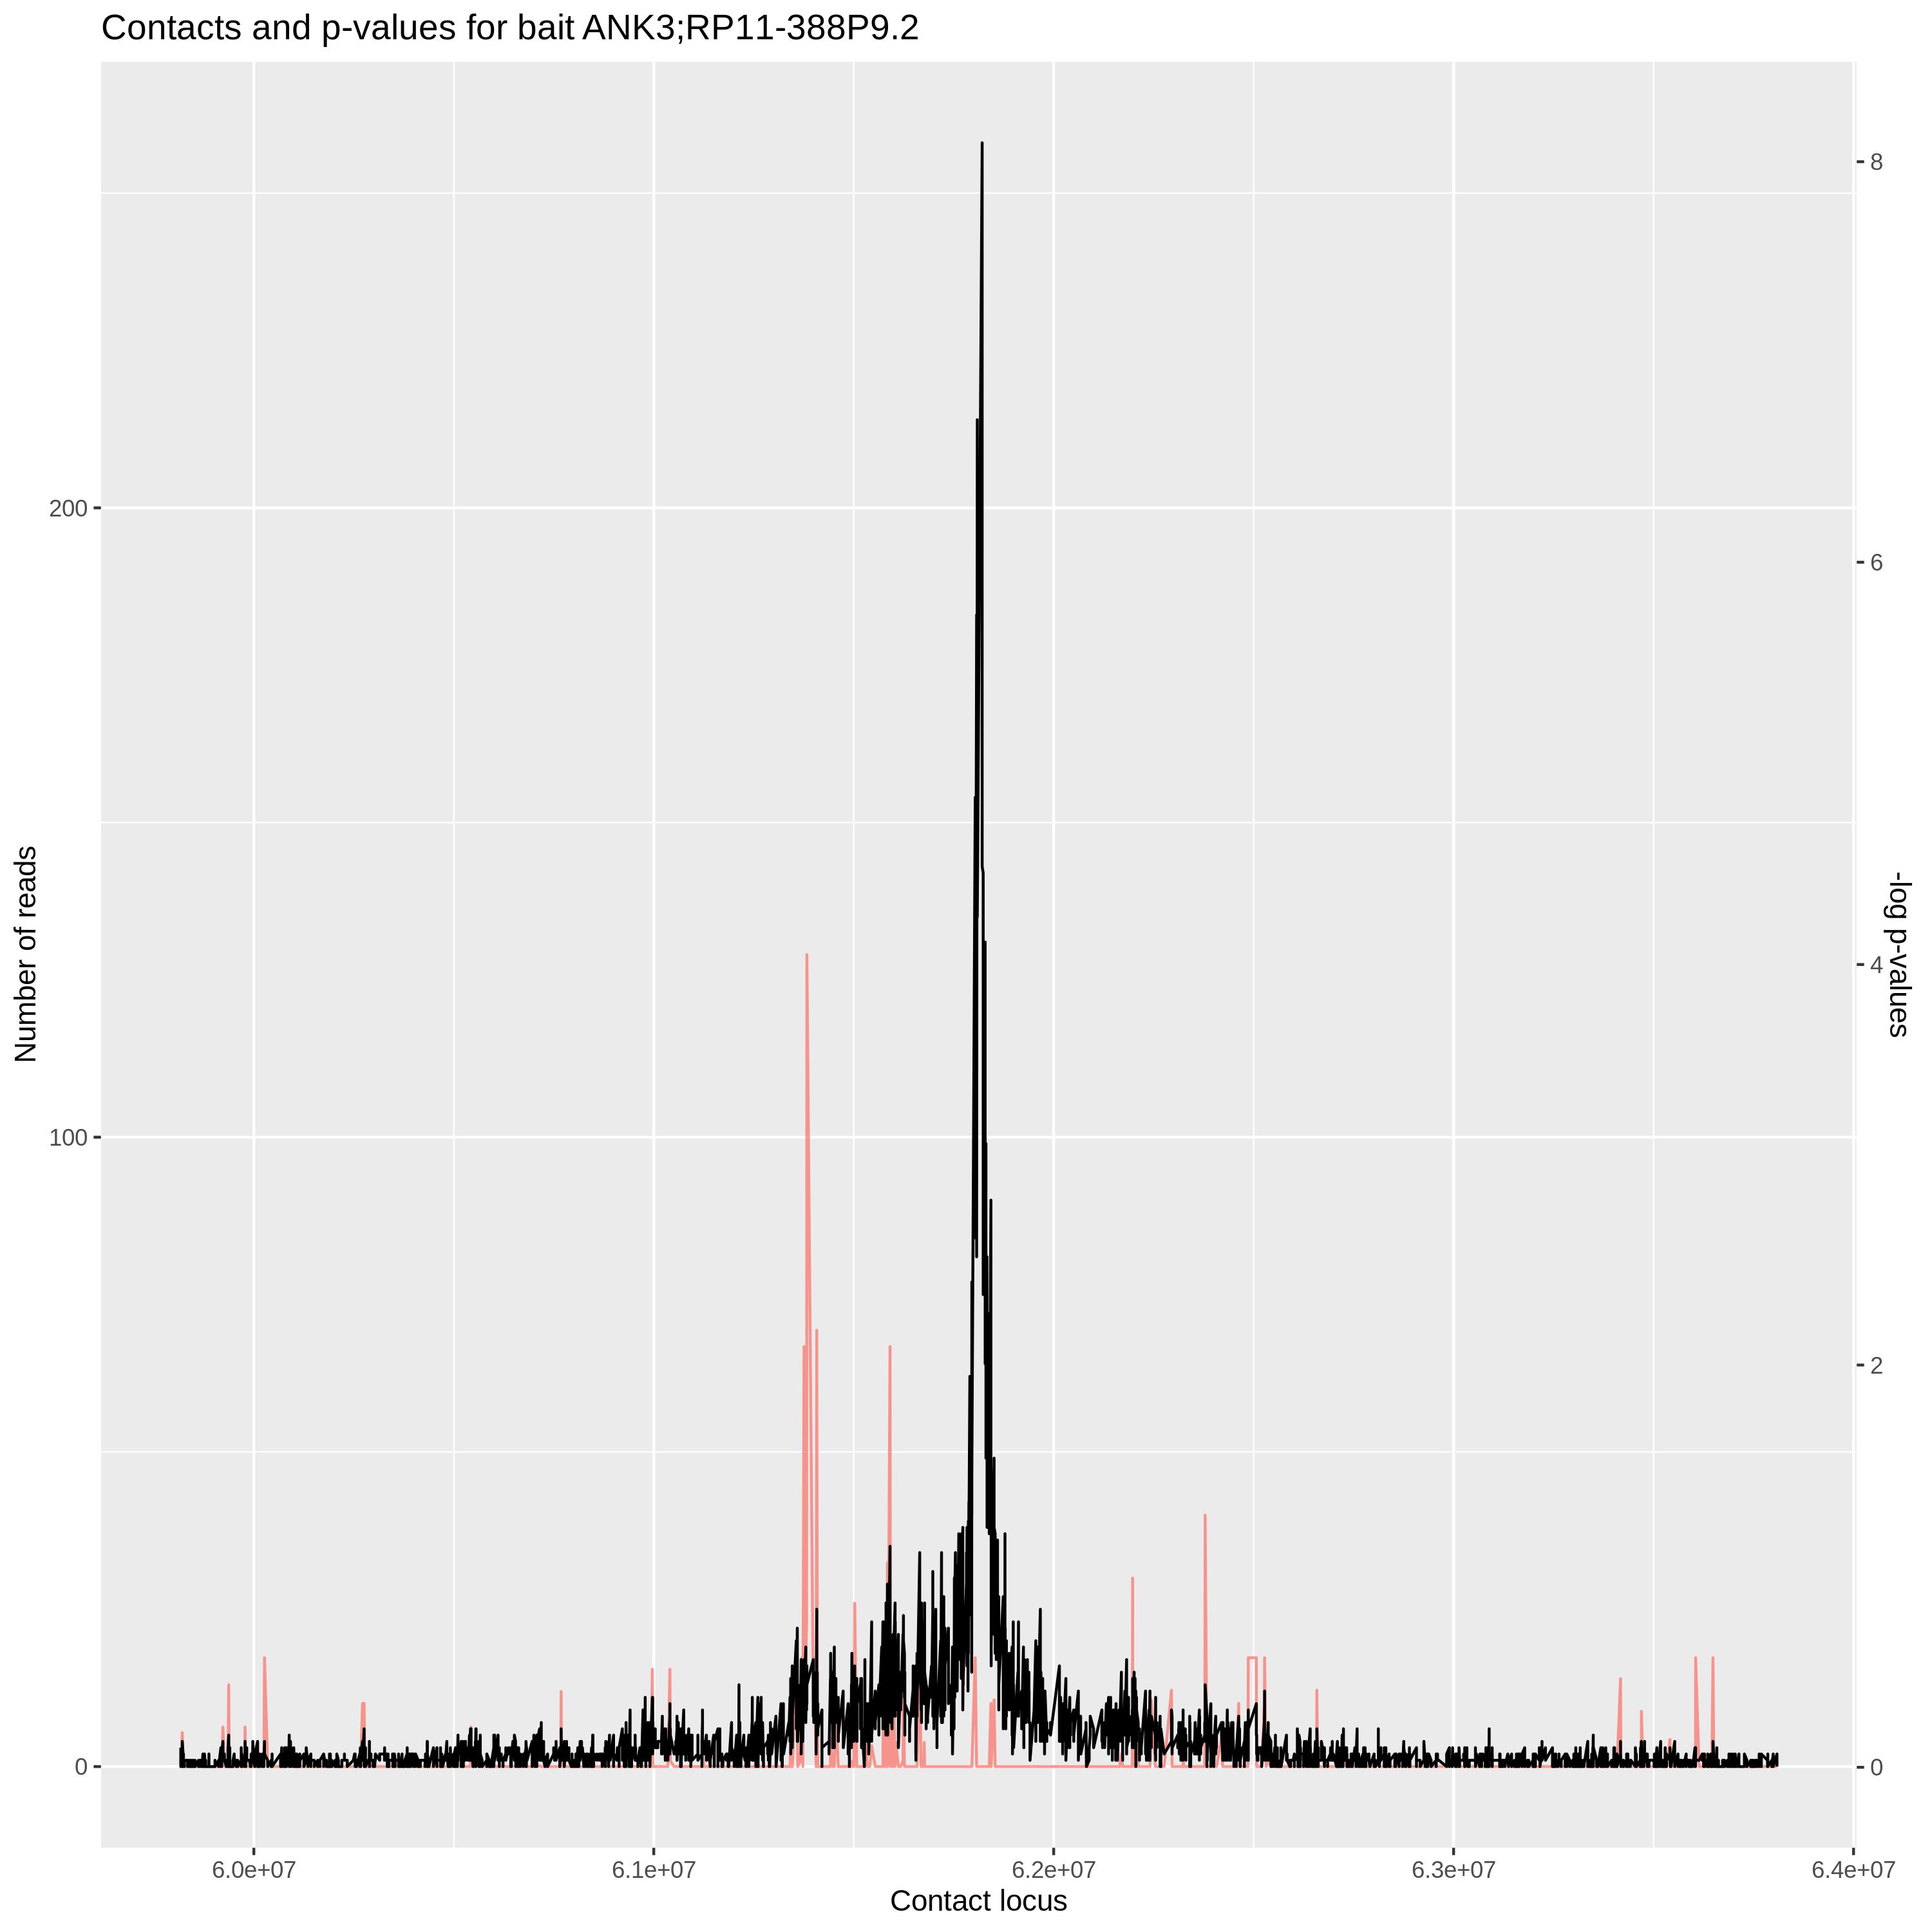 Contacts and p-values for bait ANK3;RP11-388P9.2
Number of reads
200
100
0
8
6
4
2
0
-log p-values
6.0e+07
6.1e+07
6.2e+07
6.3e+07
6.4e+07
Contact locus